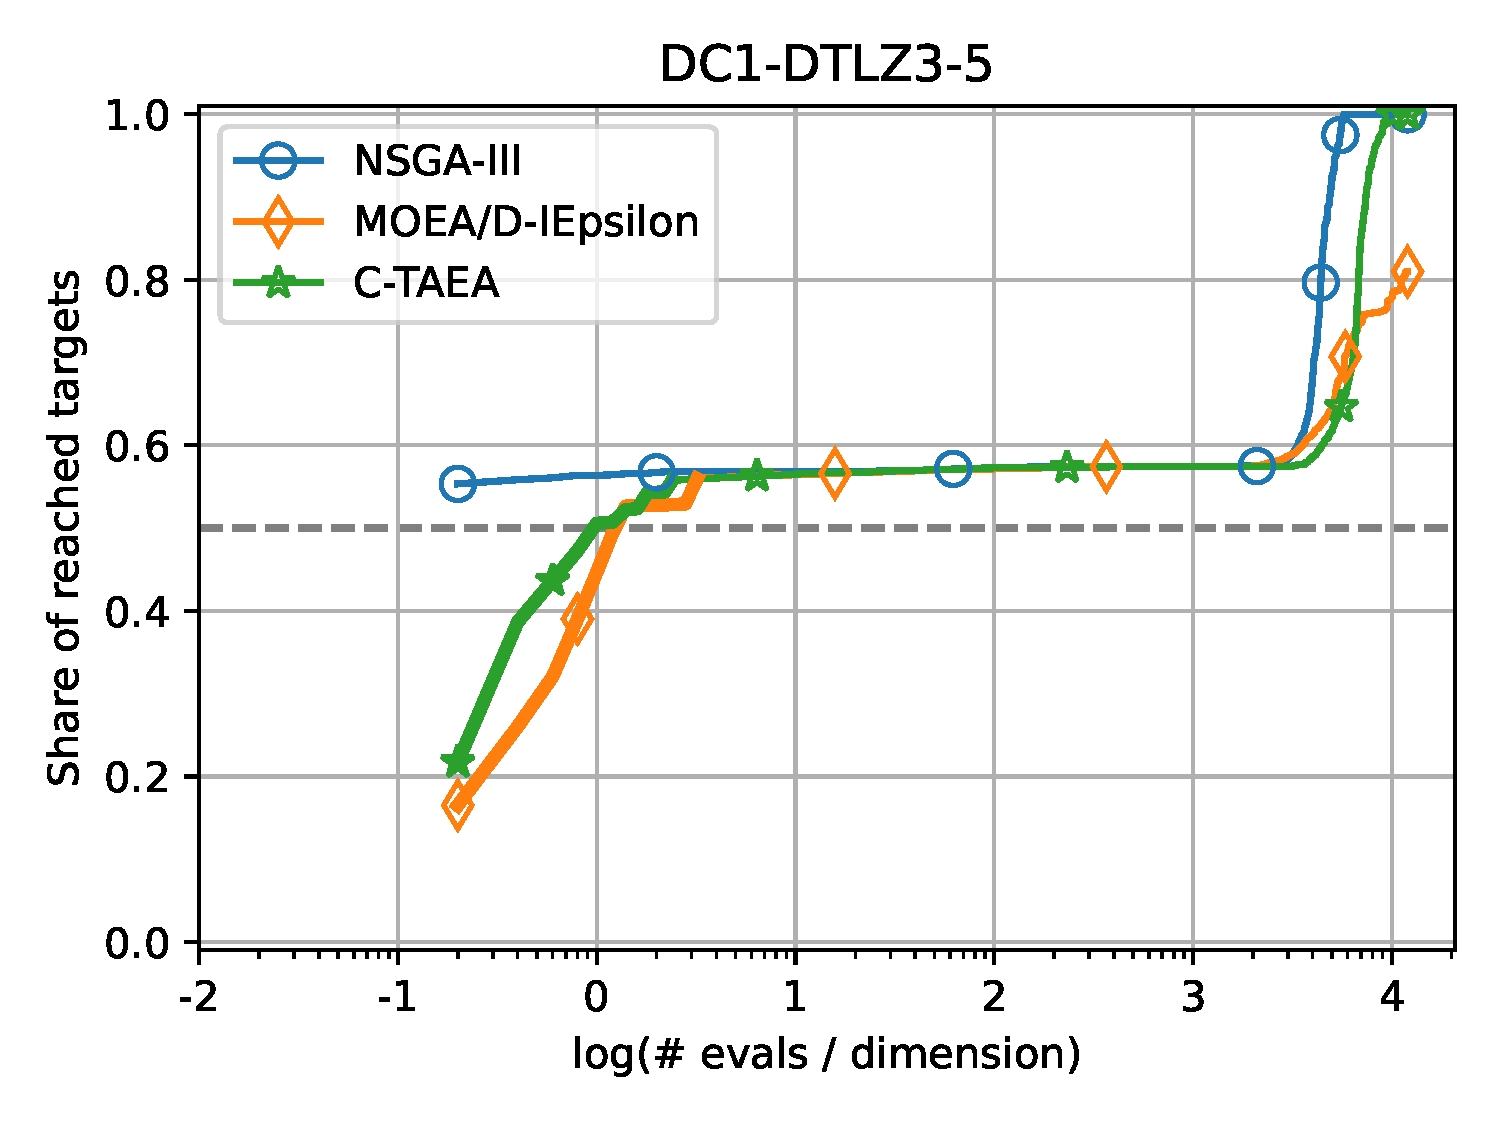 DC1-DTLZ3-5
NSGA-III
MOEA/D-IEpsilon
C-TAEA
Share of reached targets
1.0
0.8
0.6
0.4
0.2
0.0
-2 -1 0 1 2 3 4
log(# evals / dimension)